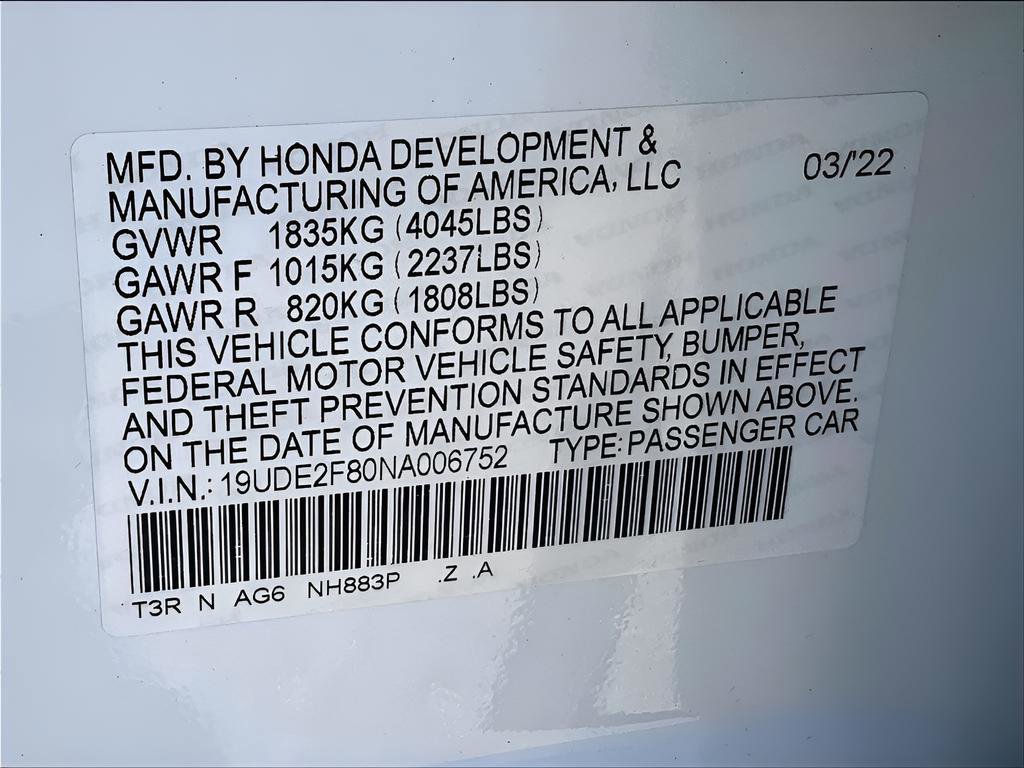 MFD. BY HONDA DEVELOPMENT &
MANUFACTURING OF AMERICA, LLC 03/'22
GVWR 1835KG (4045LBS)
GAWR F 1015KG (2237LBS)
GAWR R 820KG (1808LBS)
THIS VEHICLE CONFORMS TO ALL APPLICABLE
FEDERAL MOTOR VEHICLE SAFETY, BUMPER,
AND THEFT PREVENTION STANDARDS IN EFFECT
ON THE DATE OF MANUFACTURE SHOWN ABOVE.
V.I.N.: 19UDE2F80NA006752 TYPE: PASSENGER CAR
T3R N AG6 NH883P .Z .A